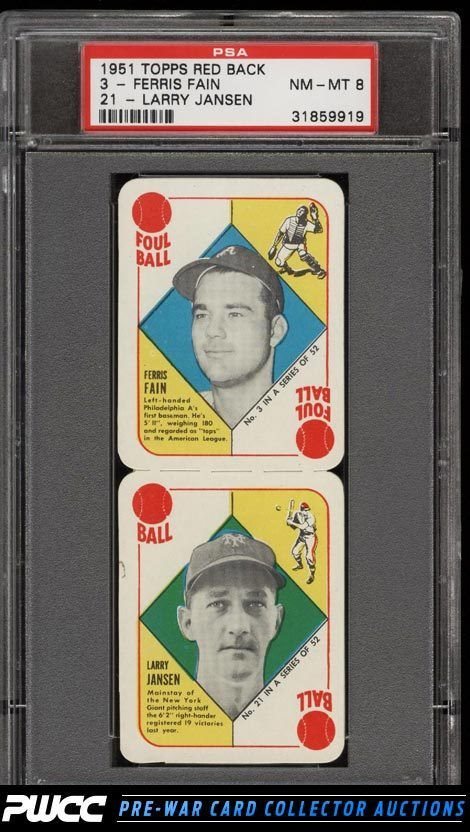 PSA
1951 TOPPS RED BACK
3 - FERRIS FAIN
NM - MT 8
21 - LARRY JANSEN
31859919
FOUL
BALL
FERRIS
FAIN
Left-handed
Philadelphia A's
first baseman. He's
5' 11", weighing 180
and regarded as "tops"
in the American League.
No. 3 IN A SERIES OF 52
FOUL
BALL
BALL
LARRY
JANSEN
Mainstay of
the New York
Giant pitching staff
the 6'2" right-hander
registered 19 victories
last year.
No. 21 IN A SERIES OF 52
BALL
PWCC PRE-WAR CARD COLLECTOR AUCTIONS